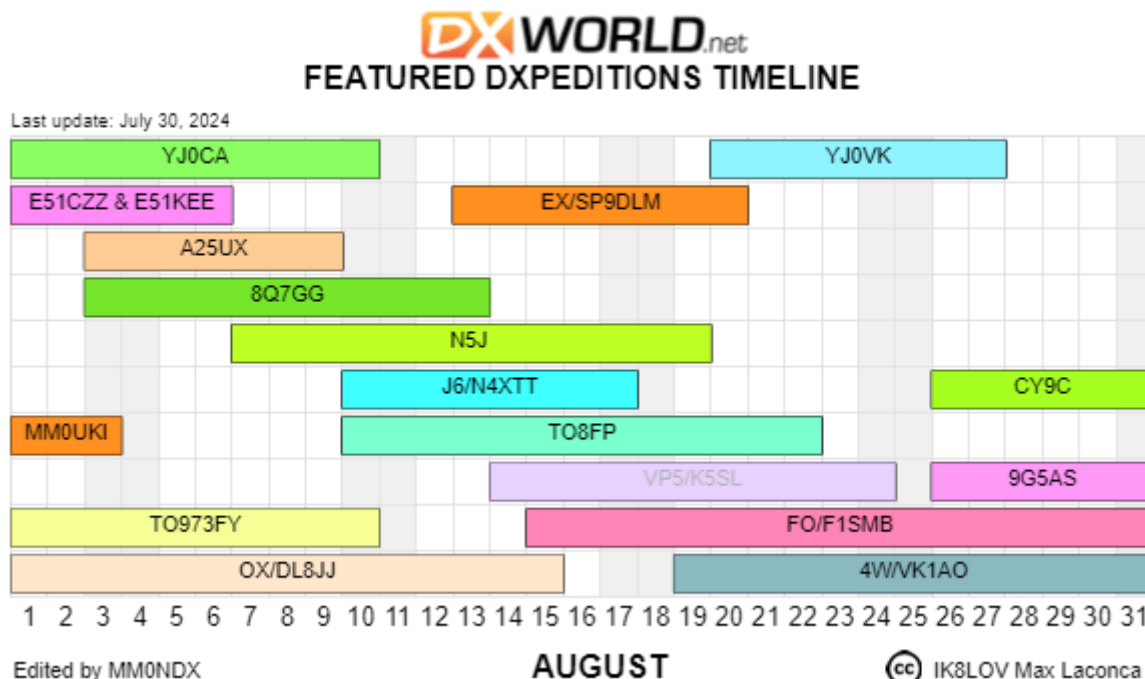 DX WORLD.net
FEATURED DXPEDITIONS TIMELINE
Last update: July 30, 2024
YJ0CA YJ0VK
E51CZZ & E51KEE EX/SP9DLM
A25UX
8Q7GG
N5J
J6/N4XTT CY9C
MM0UKI TO8FP
VP5/K5SL 9G5AS
TO973FY FO/F1SMB
OX/DL8JJ 4W/VK1AO
1 2 3 4 5 6 7 8 9 10 11 12 13 14 15 16 17 18 19 20 21 22 23 24 25 26 27 28 29 30 31
Edited by MM0NDX AUGUST cc IK8LOV Max Laconca